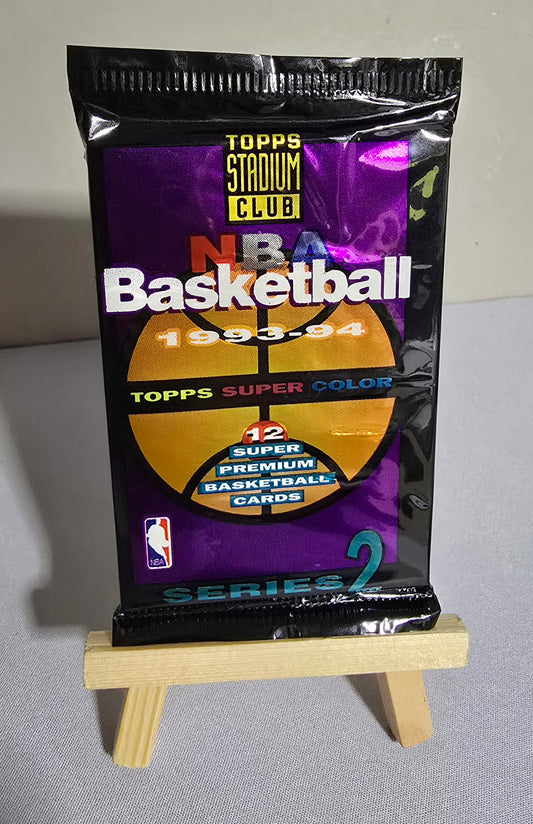 TOPPS
STADIUM
CLUB
NBA
Basketball
1993-94
TOPPS SUPER COLOR
12
SUPER
PREMIUM
BASKETBALL
CARDS
NBA
SERIES 2